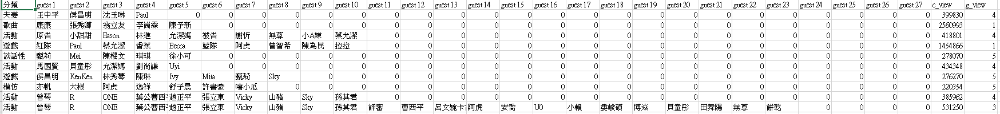 分類 guest 1 guest 2 guest 3 guest 4 guest 5 guest 6 guest 7 guest 8 guest 9 guest 10 guest 11 guest 12 guest 13 guest 14 guest 15 guest 16 guest 17 guest 18 guest 19 guest 20 guest 21 guest 22 guest 23 guest 24 guest 25 guest 26 guest 27 c_view g_view
夫妻 王中平 侯昌明 沈玉琳 Paul 0 0 0 0 0 0 0 0 0 0 0 0 0 0 0 0 0 0 0 0 0 0 0 399830 4
歌曲 康康 張秀卿 翁立友 李崗霖 陳予新 0 0 0 0 0 0 0 0 0 0 0 0 0 0 0 0 0 0 0 0 0 0 2560993 1
活動 原告 小甜甜 Eason 林進 允潔媽 被告 謝忻 無尊 小A辣 蔡允潔 0 0 0 0 0 0 0 0 0 0 0 0 0 0 0 0 0 418801 4
遊戲 紅隊 Paul 蔡允潔 香蕉 Becca 藍隊 阿虎 曾智希 陳為民 拉拉 0 0 0 0 0 0 0 0 0 0 0 0 0 0 0 0 0 1454866 1
談話性 甄莉 Mei 陳櫻文 琪琪 徐小可 0 0 0 0 0 0 0 0 0 0 0 0 0 0 0 0 0 0 0 0 0 0 278070 5
活動 馬國賢 貝童彤 允潔媽 劉尚謙 Uyi 0 0 0 0 0 0 0 0 0 0 0 0 0 0 0 0 0 0 0 0 0 0 434348 4
遊戲 侯昌明 KenKen 林秀琴 陳琳 Ivy Mita 甄莉 Sky 0 0 0 0 0 0 0 0 0 0 0 0 0 0 0 0 0 0 0 276270 5
模仿 亦帆 大根 阿虎 逸祥 舒子晨 許書豪 嘻小瓜 0 0 0 0 0 0 0 0 0 0 0 0 0 0 0 0 0 0 0 0 220354 5
活動 曾琴 R ONE 葉公曹西 趙正平 張立東 Vicky 山豬 Sky 孫其君 0 0 0 0 0 0 0 0 0 0 0 0 0 0 0 0 0 385962 4
活動 曾琴 R ONE 葉公曹西 趙正平 張立東 Vicky 山豬 Sky 孫其君 評審 曹西平 呂文婉卡 阿虎 安喬 U0 小輯 婁峻碩 博焱 貝童彤 田舞陽 無尊 餅乾 0 0 0 0 531250 3